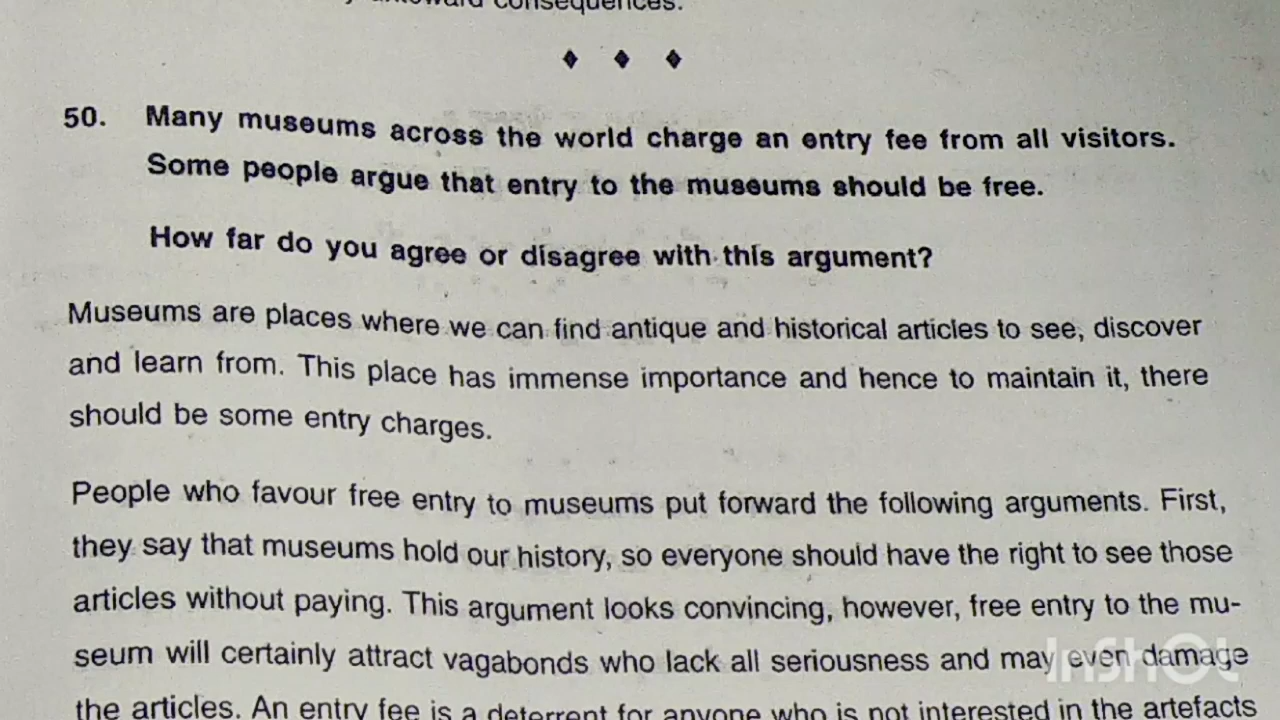 untoward consequences.
50. Many museums across the world charge an entry fee from all visitors.
Some people argue that entry to the museums should be free.
How far do you agree or disagree with this argument?
Museums are places where we can find antique and historical articles to see, discover
and learn from. This place has immense importance and hence to maintain it, there
should be some entry charges.
People who favour free entry to museums put forward the following arguments. First,
they say that museums hold our history, so everyone should have the right to see those
articles without paying. This argument looks convincing, however, free entry to the mu-
seum will certainly attract vagabonds who lack all seriousness and may even damage
the articles. An entry fee is a deterrent for anyone who is not interested in the artefacts
InShOt